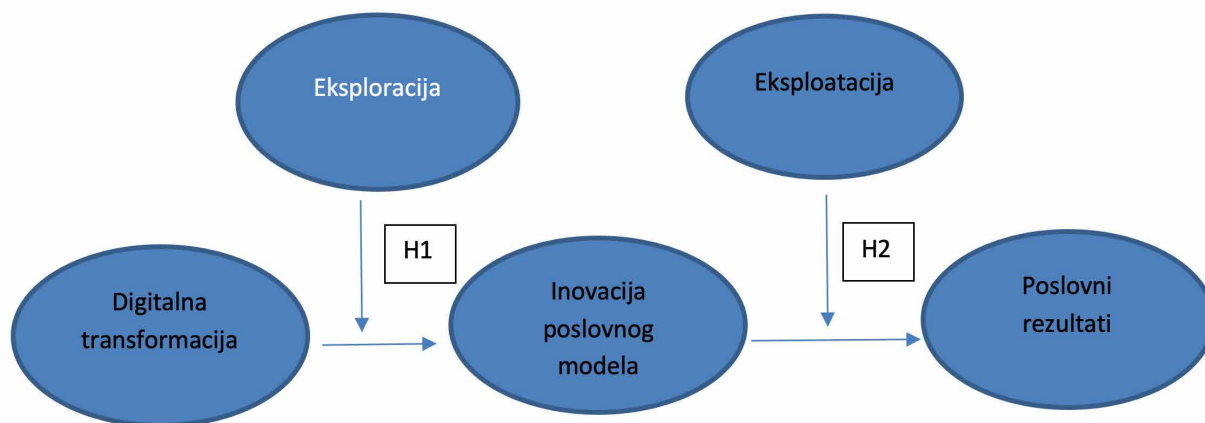 Eksploracija
Eksploatacija
H1
H2
Digitalna
transformacija
Inovacija
poslovnog
modela
Poslovni
rezultati